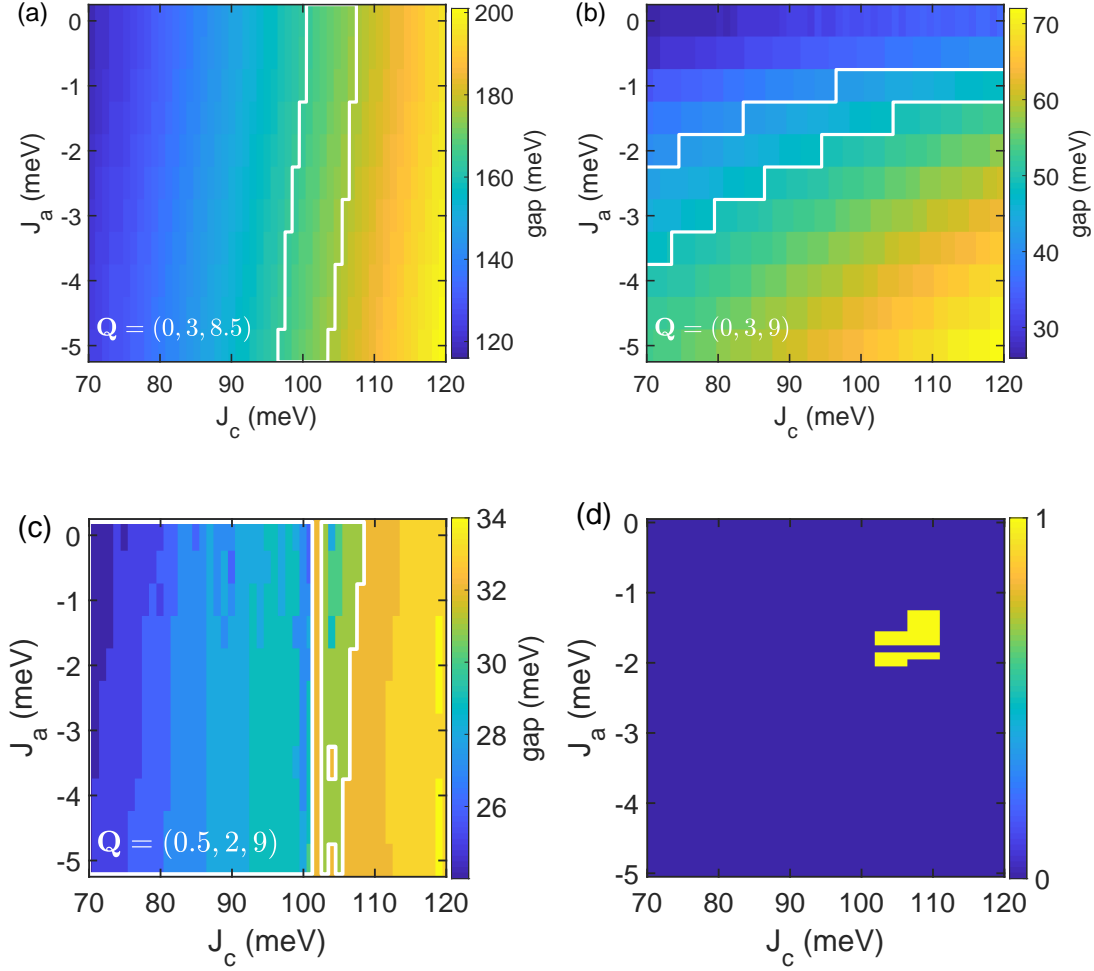 (a)
0
-1
-2
-3
-4
-5
J_a (meV)
Q = (0, 3, 8.5)
70 80 90 100 110 120
J_c (meV)
200
180
160
140
120
gap (meV)
(b)
0
-1
-2
-3
-4
-5
J_a (meV)
Q = (0, 3, 9)
70 80 90 100 110 120
J_c (meV)
70
60
50
40
30
gap (meV)
(c)
0
-1
-2
-3
-4
-5
J_a (meV)
Q = (0.5, 2, 9)
70 80 90 100 110 120
J_c (meV)
34
32
30
28
26
gap (meV)
(d)
0
-1
-2
-3
-4
-5
J_a (meV)
70 80 90 100 110 120
J_c (meV)
1
0